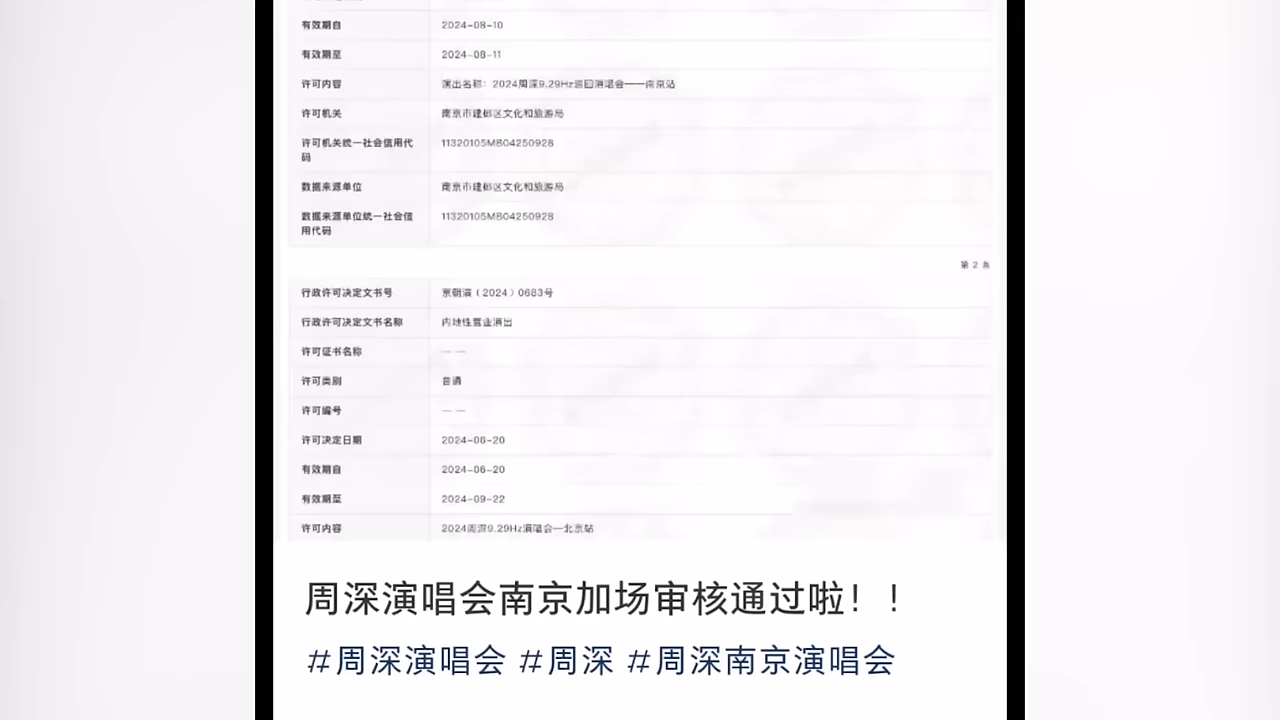 有效期自 2024-08-10
有效期至 2024-08-11
许可内容 演出名称：2024周深9.29Hz巡回演唱会——南京站
许可机关 南京市建邺区文化和旅游局
许可机关统一社会信用代 11320105MB04250928
码
数据来源单位 南京市建邺区文化和旅游局
数据来源单位统一社会信 11320105MB04250928
用代码
第 2 条
行政许可决定文书号 京朝演（2024）0683号
行政许可决定文书名称 内地性营业演出
许可证书名称 — —
许可类别 普通
许可编号 — —
许可决定日期 2024-06-20
有效期自 2024-06-20
有效期至 2024-09-22
许可内容 2024周深9.29Hz演唱会—北京站
周深演唱会南京加场审核通过啦！！
#周深演唱会 #周深 #周深南京演唱会